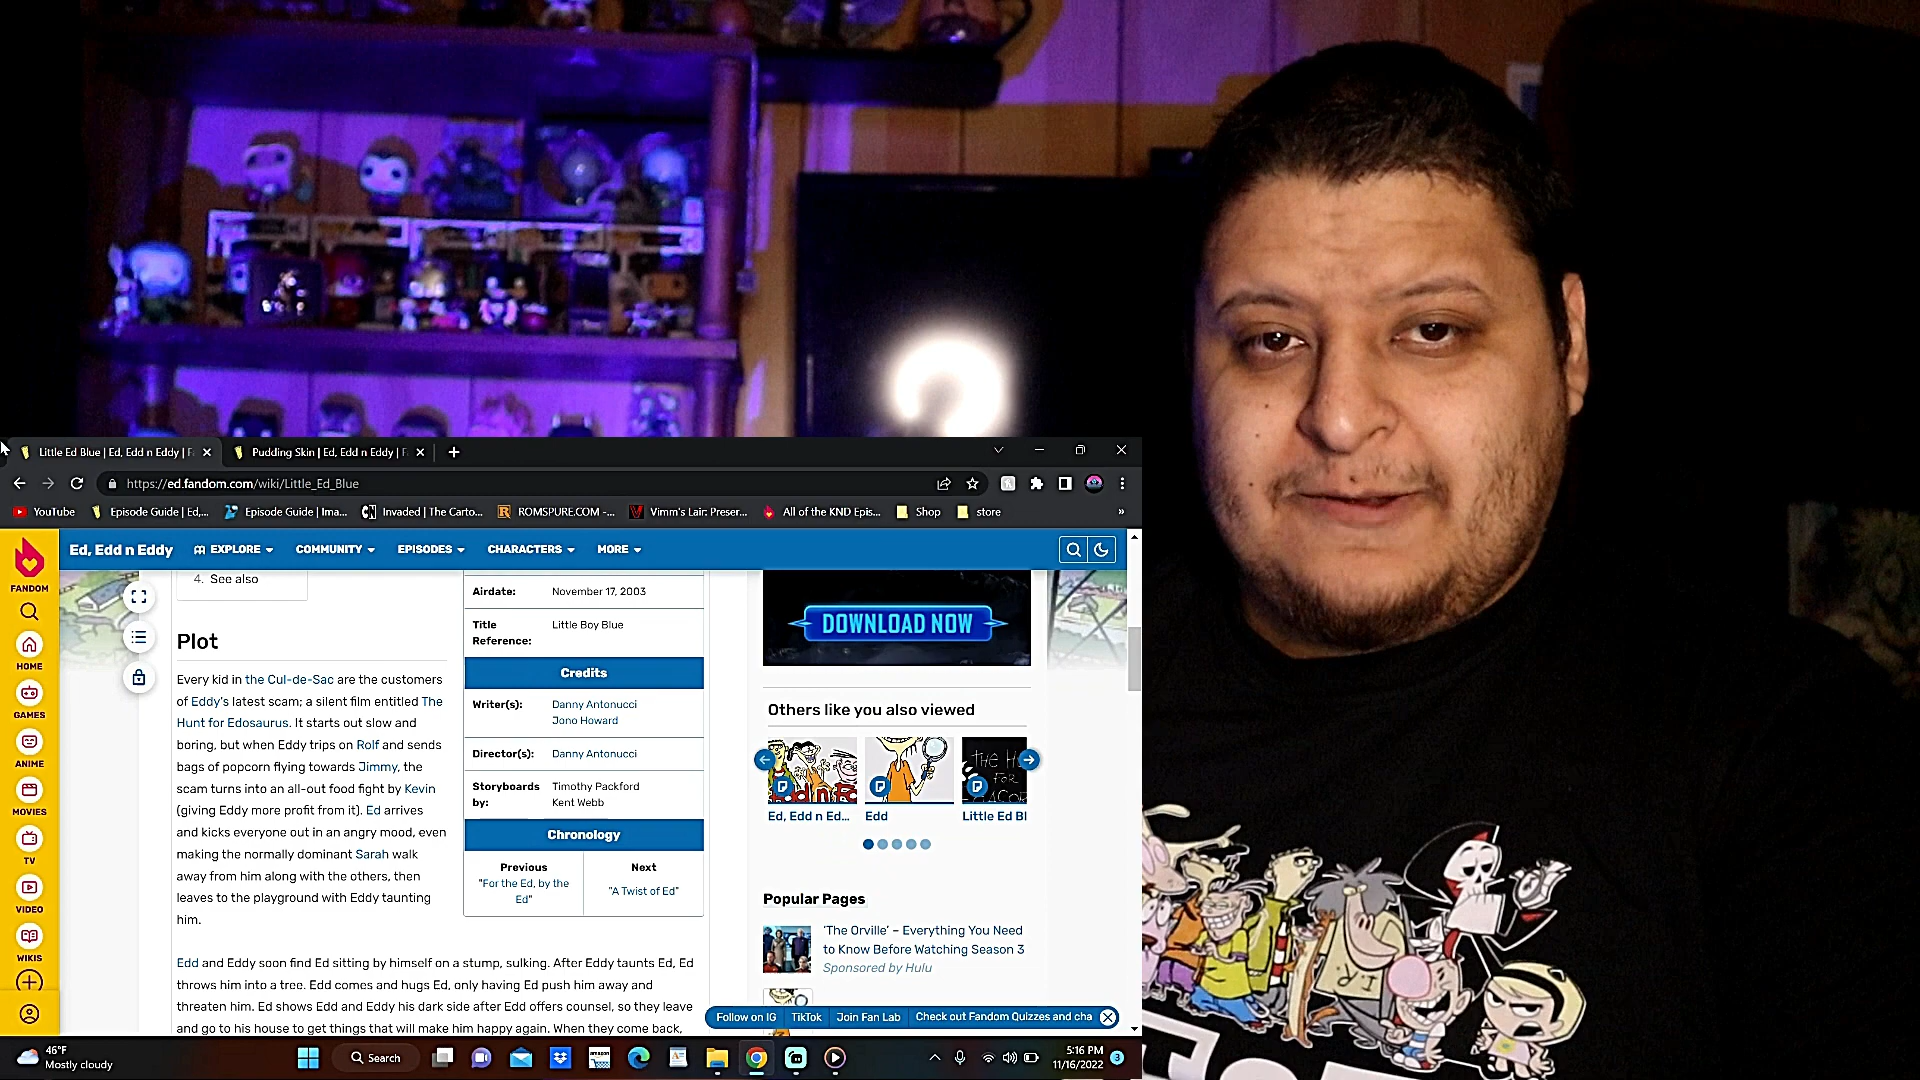 Little Ed Blue | Ed, Edd n Eddy | F
Pudding Skin | Ed, Edd n Eddy | F
https://ed.fandom.com/wiki/Little_Ed_Blue
YouTube
Episode Guide | Ed,...
Episode Guide | Ima...
Invaded | The Carto...
ROMSPURE.COM -...
Vimm's Lair: Preser...
All of the KND Epis...
Shop
store
»
Ed, Edd n Eddy
EXPLORE
COMMUNITY
EPISODES
CHARACTERS
MORE
FANDOM
HOME
GAMES
ANIME
MOVIES
TV
VIDEO
WIKIS
4. See also
Plot
Every kid in the Cul-de-Sac are the customers
of Eddy's latest scam; a silent film entitled The
Hunt for Edosaurus. It starts out slow and
boring, but when Eddy trips on Rolf and sends
bags of popcorn flying towards Jimmy, the
scam turns into an all-out food fight by Kevin
(giving Eddy more profit from it). Ed arrives
and kicks everyone out in an angry mood, even
making the normally dominant Sarah walk
away from him along with the others, then
leaves to the playground with Eddy taunting
him.
Edd and Eddy soon find Ed sitting by himself on a stump, sulking. After Eddy taunts Ed, Ed
throws him into a tree. Edd comes and hugs Ed, only having Ed push him away and
threaten him. Ed shows Edd and Eddy his dark side after Edd offers counsel, so they leave
and go to his house to get things that will make him happy again. When they come back,
Airdate: November 17, 2003
Title Little Boy Blue
Reference:
Credits
Writer(s): Danny Antonucci
Jono Howard
Director(s): Danny Antonucci
Storyboards Timothy Packford
by: Kent Webb
Chronology
Previous
"For the Ed, by the
Ed"
Next
"A Twist of Ed"
DOWNLOAD NOW
Others like you also viewed
THE H
FOR
Ed, Edd n Ed...
Edd
Little Ed Bl
Popular Pages
'The Orville' – Everything You Need
to Know Before Watching Season 3
Sponsored by Hulu
Follow on IG
TikTok
Join Fan Lab
Check out Fandom Quizzes and cha
46°F
Mostly cloudy
Search
amazon
5:16 PM
11/16/2022
3